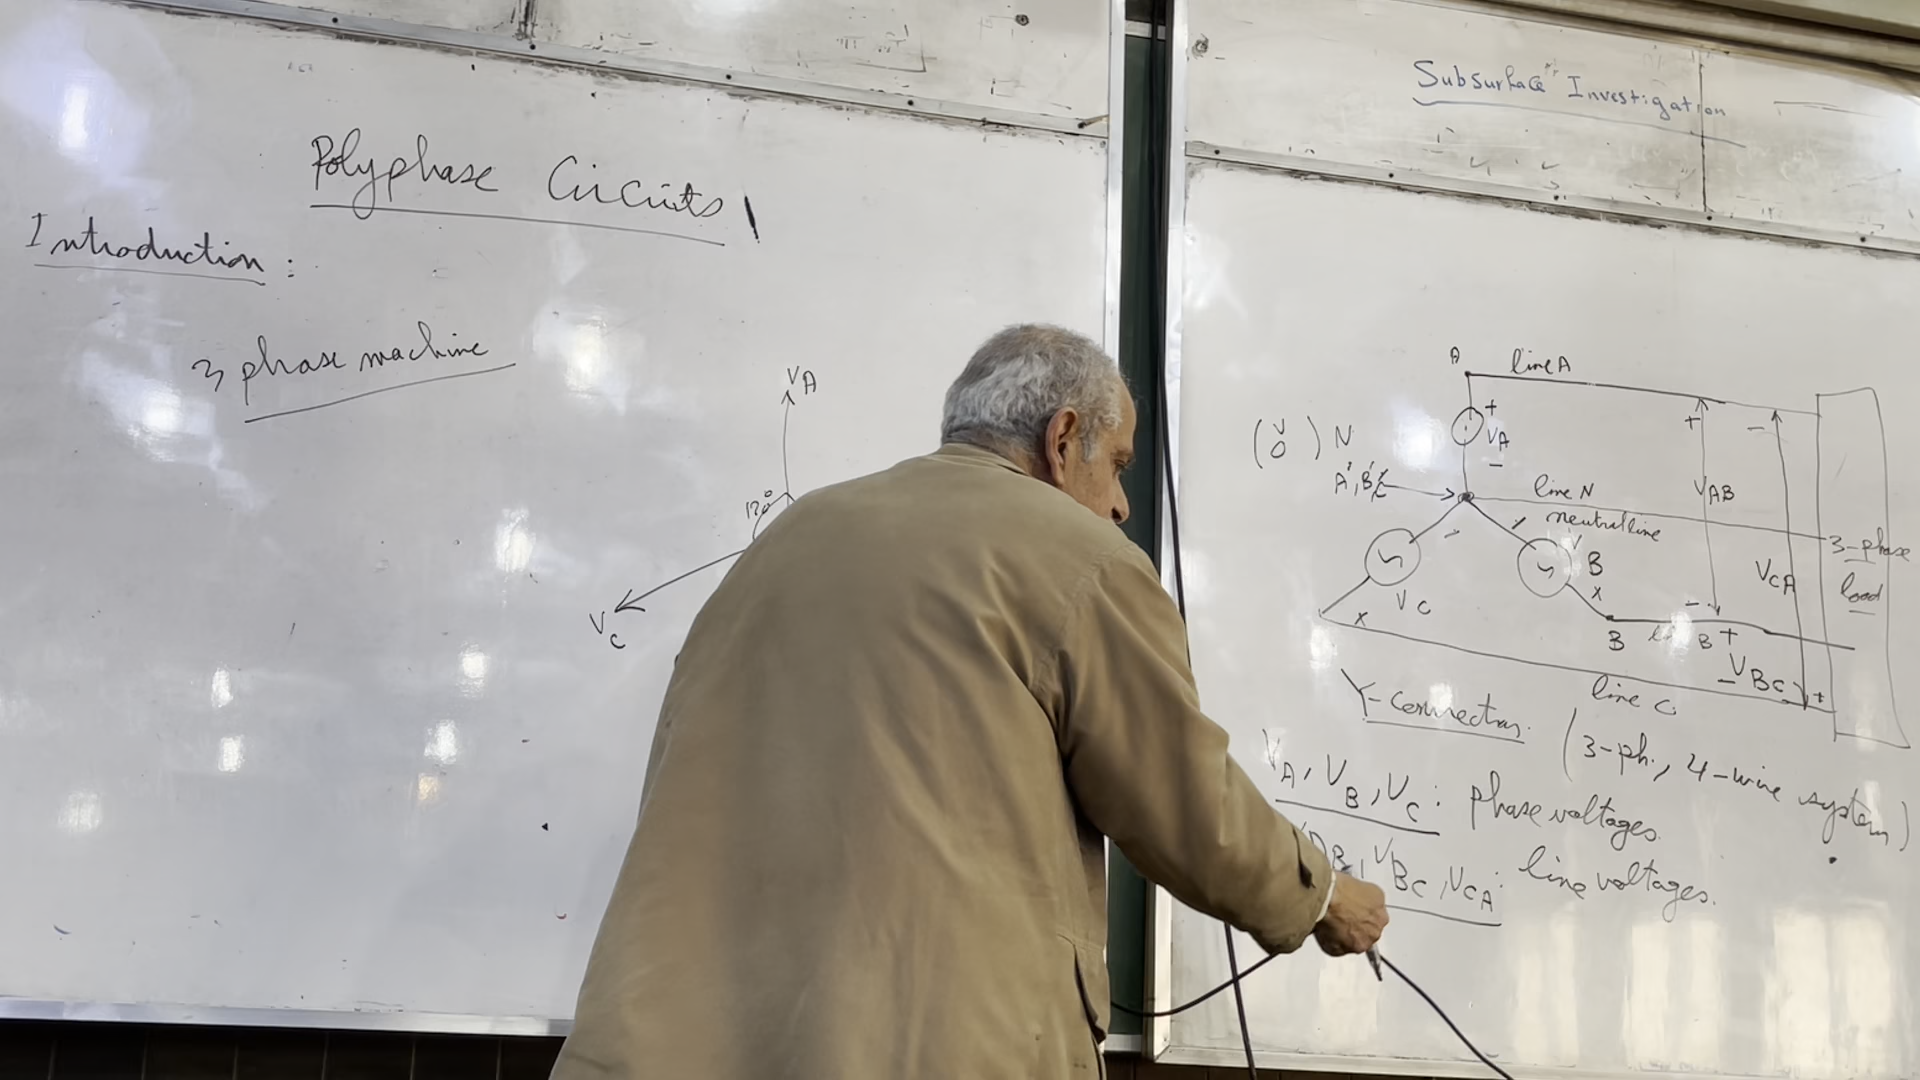 Polyphase Circuits
Introduction :
3 phase machine
VA
120°
VC
Subsurface Investigation
A line A
+
VA
-
N
A', B', C'
line N
neutral line
+
-
VAB
VCA
3-phase
load
VC
B
x
x
B
B +
- VBC +
line C
Y-connection. (3-ph., 4-wire system)
VA, VB, VC : phase voltages.
VBC, VCA : line voltages.